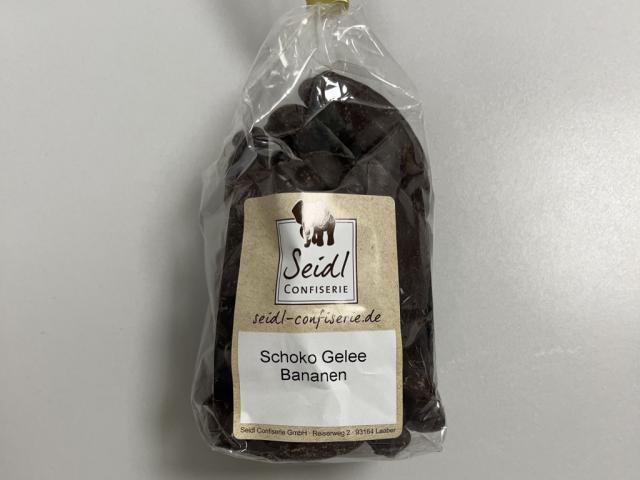 Seidl
CONFISERIE
seidl-confiserie.de
Schoko Gelee
Bananen
Seidl Confiserie GmbH · Reiserweg 2 · 93164 Laaber